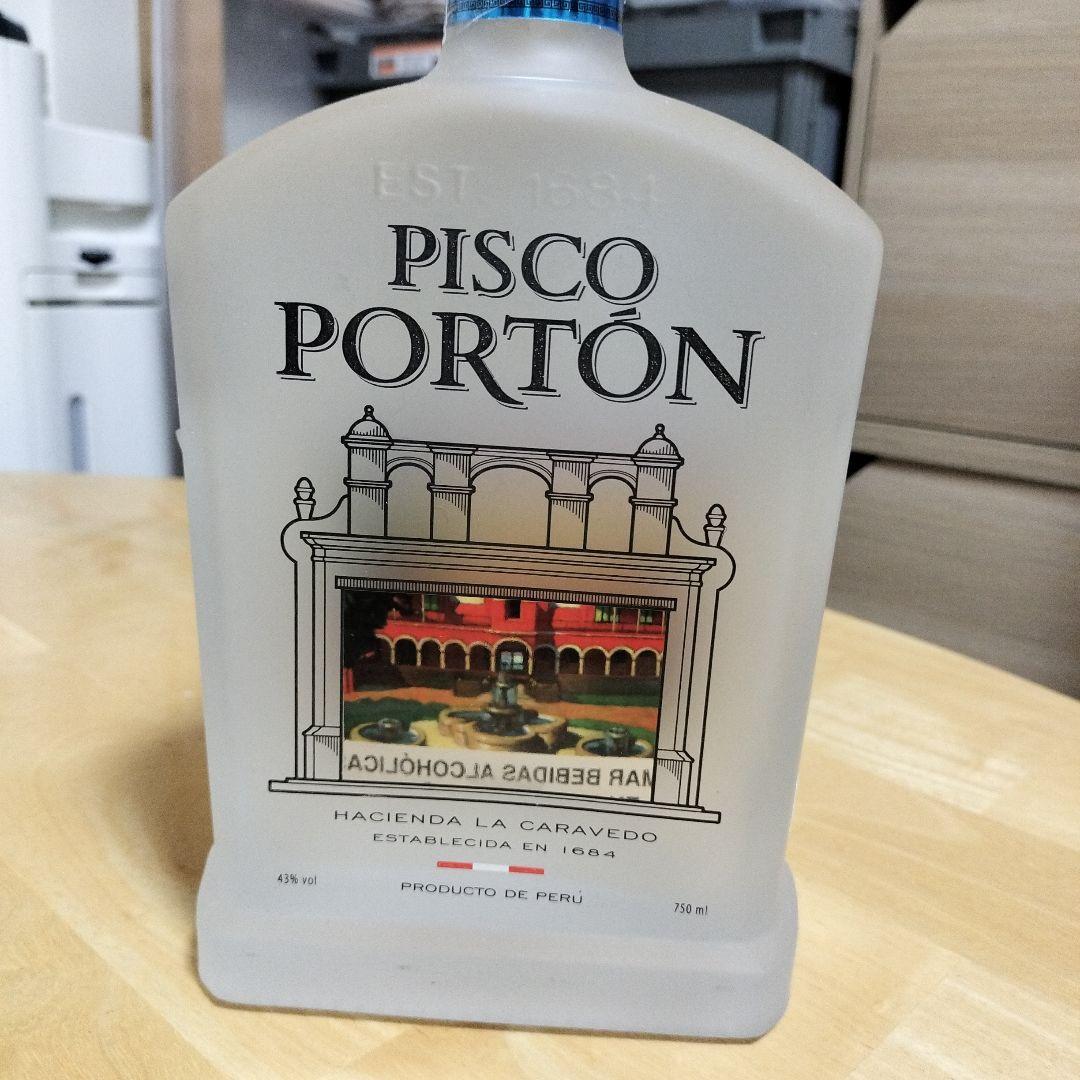 EST. 1684
PISCO
PORTÓN
MAR BEBIDAS ALCOHÓLICAS
HACIENDA LA CARAVEDO
ESTABLECIDA EN 1684
43% vol
PRODUCTO DE PERÚ
750 ml